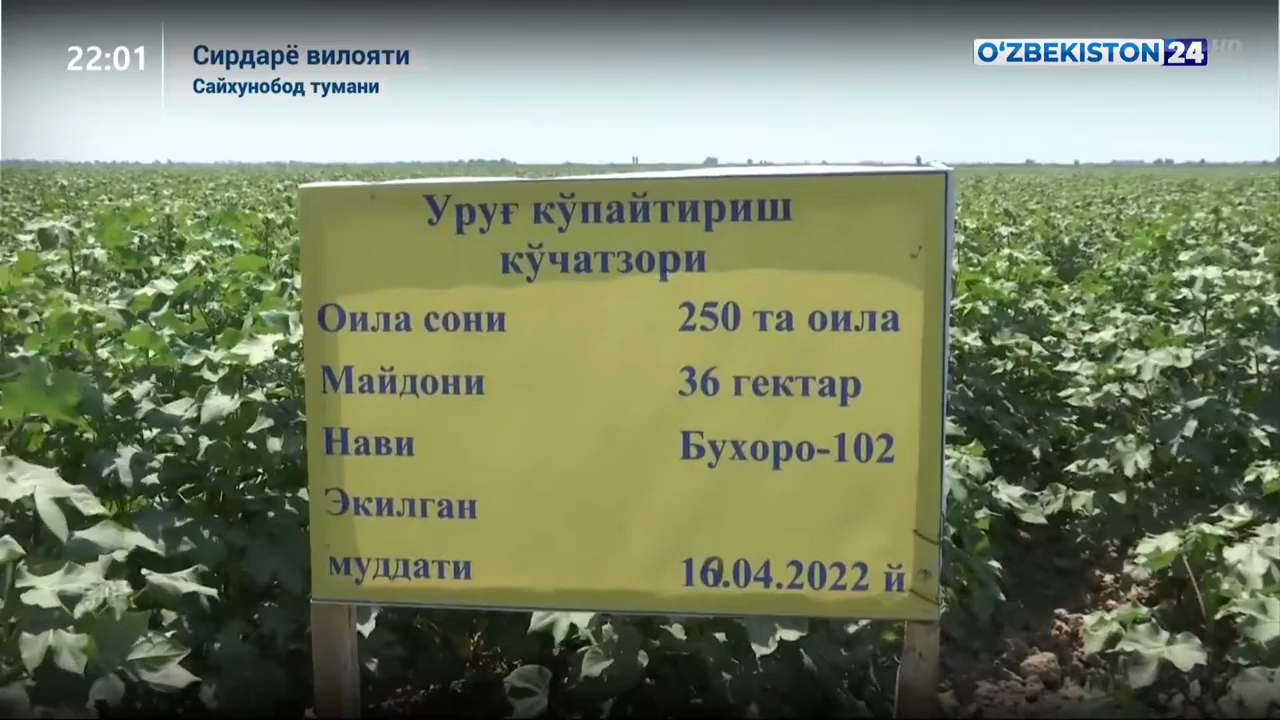 22:01
Сирдарё вилояти
Сайхунобод тумани
O‘ZBEKISTON 24 HD
Уруғ кўпайтириш
кўчатзори
Оила сони 250 та оила
Майдони 36 гектар
Нави Бухоро-102
Экилган
муддати 16.04.2022 й